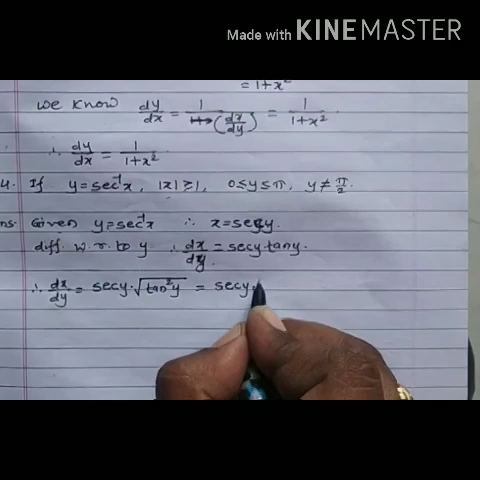 Made with KINEMASTER
= 1+x²
we know dy/dx = 1/(dx/dy) = 1/1+x²
∴ dy/dx = 1/1+x²
4. If y=sec⁻¹x, |x|≥1, 0≤y≤π, y≠π/2.
ns. Given y=sec⁻¹x ∴ x=secy.
diff. w.r.to y ∴ dx/dy = secy tany.
∴ dx/dy = secy.√tan²y = secy.